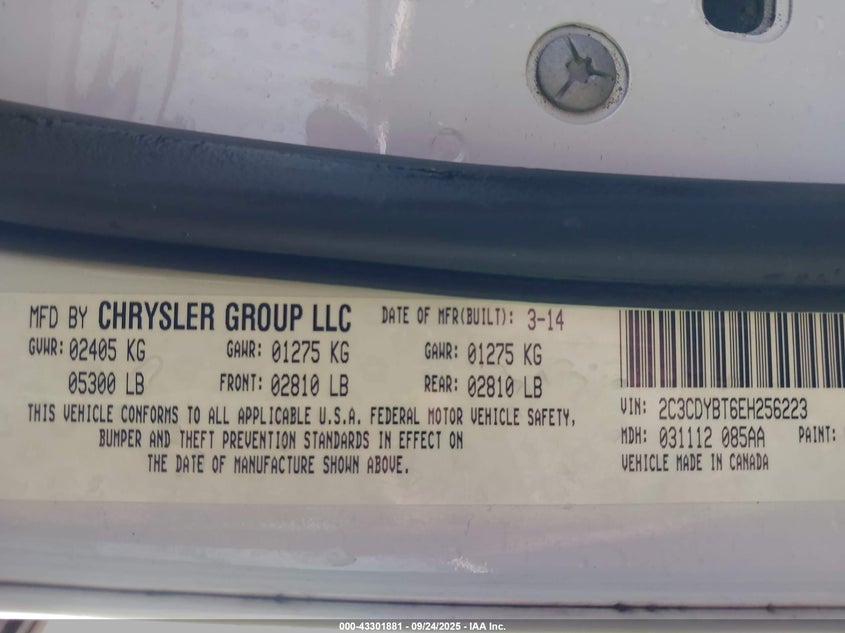 MFD BY CHRYSLER GROUP LLC DATE OF MFR(BUILT): 3-14
GVWR: 02405 KG GAWR: 01275 KG GAWR: 01275 KG
05300 LB FRONT: 02810 LB REAR: 02810 LB
THIS VEHICLE CONFORMS TO ALL APPLICABLE U.S.A. FEDERAL MOTOR VEHICLE SAFETY,
BUMPER AND THEFT PREVENTION STANDARDS IN EFFECT ON
THE DATE OF MANUFACTURE SHOWN ABOVE.
VIN: 2C3CDYBT6EH256223
MDH: 031112 085AA PAINT:
VEHICLE MADE IN CANADA
000-43301881 - 09/24/2025 - IAA Inc.